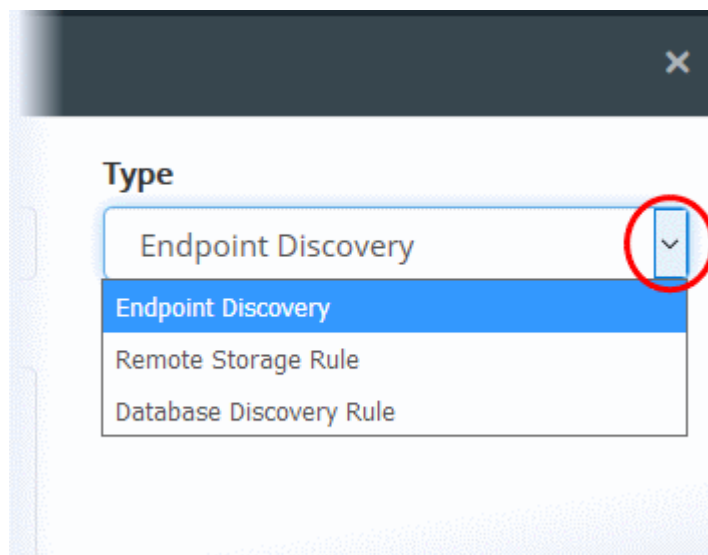 Type
Endpoint Discovery
Endpoint Discovery
Remote Storage Rule
Database Discovery Rule